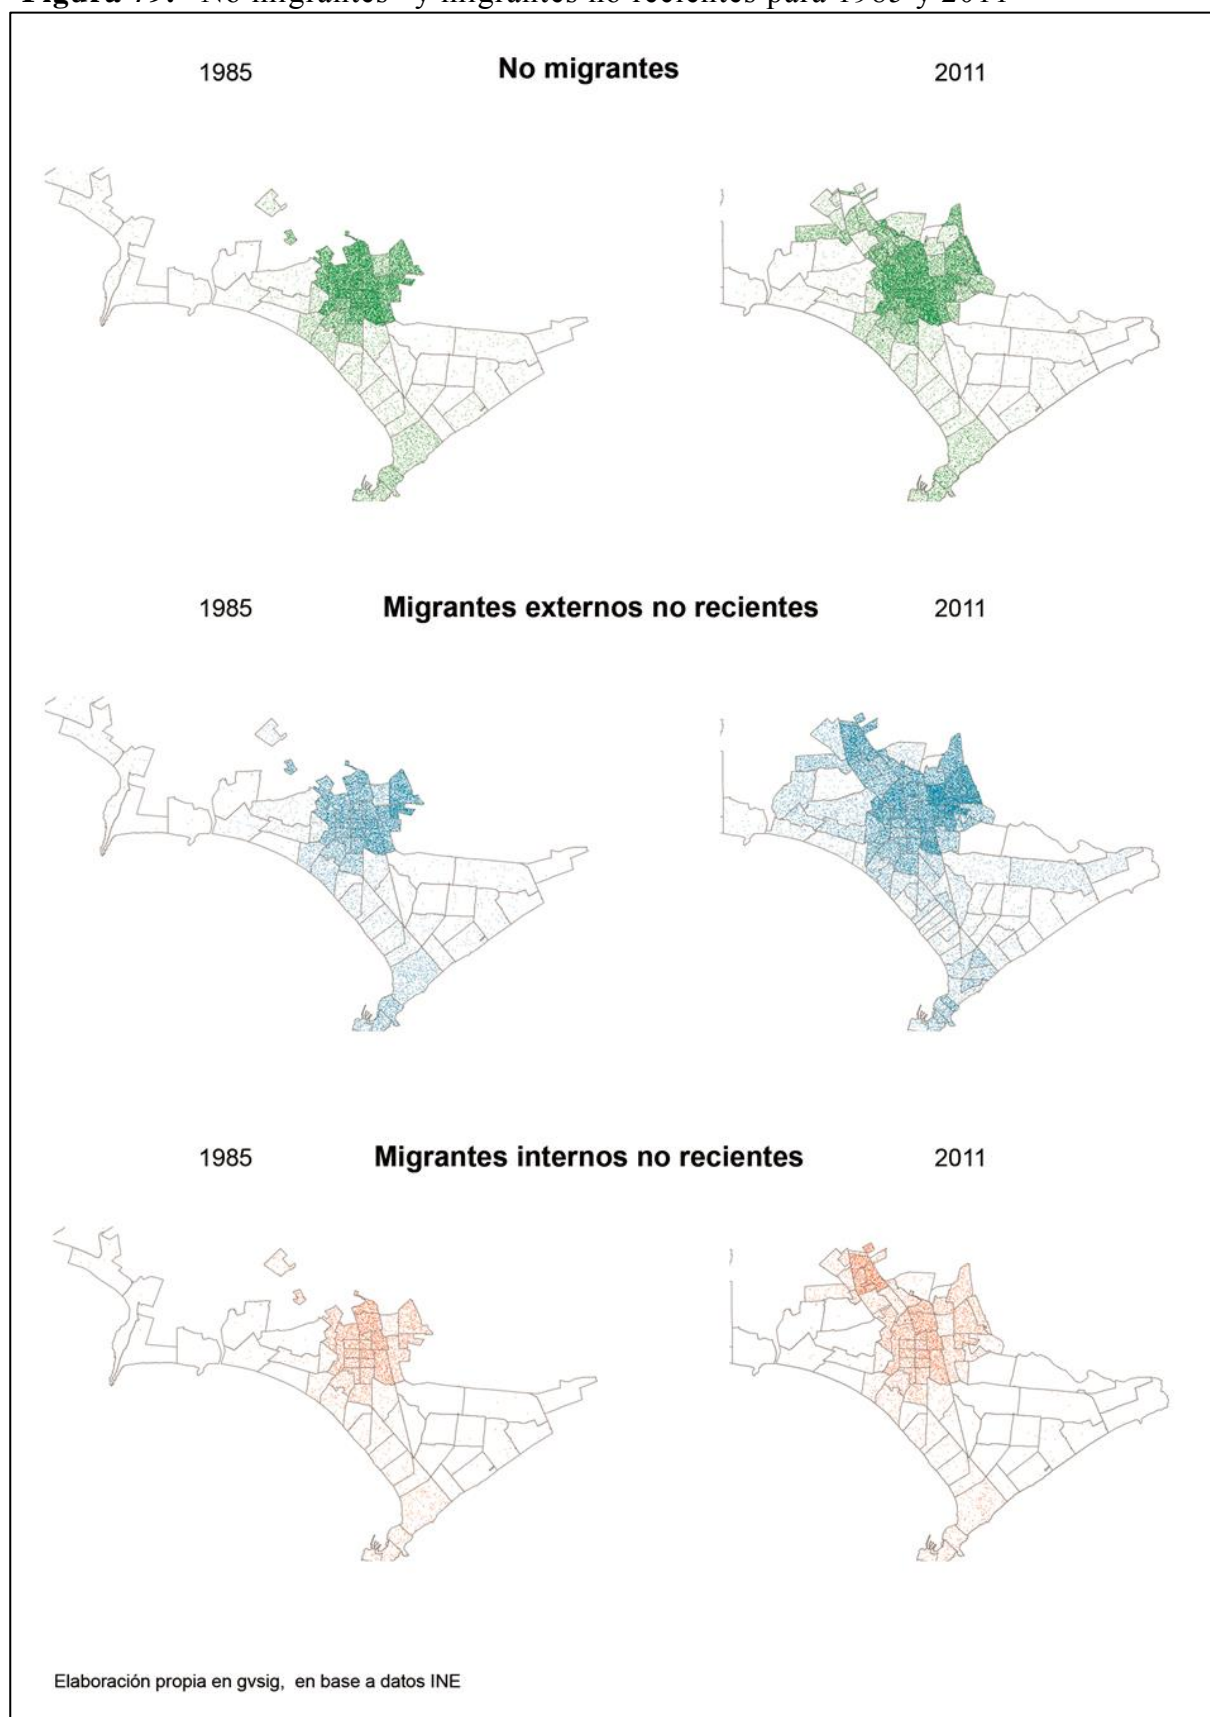 Figura 79. "No migrantes" y migrantes no recientes para 1985 y 2011
1985 No migrantes 2011
1985 Migrantes externos no recientes 2011
1985 Migrantes internos no recientes 2011
Elaboración propia en gvsig, en base a datos INE